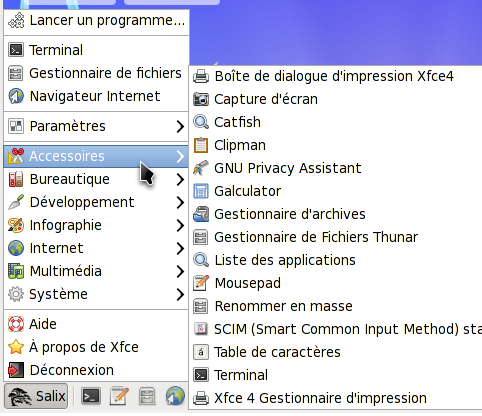 Lancer un programme...
Terminal
Gestionnaire de fichiers
Navigateur Internet
Paramètres
Accessoires
Bureautique
Développement
Infographie
Internet
Multimédia
Système
Aide
À propos de Xfce
Déconnexion
Salix
Boîte de dialogue d'impression Xfce4
Capture d'écran
Catfish
Clipman
GNU Privacy Assistant
Galculator
Gestionnaire d'archives
Gestionnaire de Fichiers Thunar
Liste des applications
Mousepad
Renommer en masse
SCIM (Smart Common Input Method) sta
Table de caractères
Terminal
Xfce 4 Gestionnaire d'impression